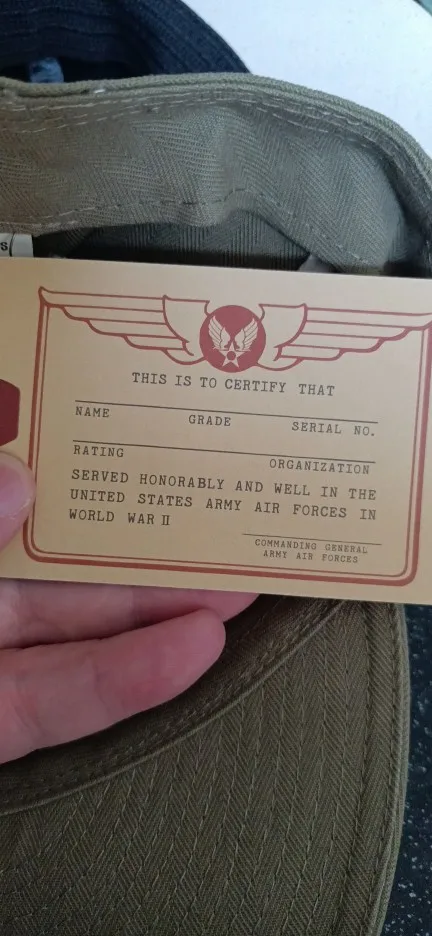 S
THIS IS TO CERTIFY THAT
NAME GRADE SERIAL NO.
RATING ORGANIZATION
SERVED HONORABLY AND WELL IN THE
UNITED STATES ARMY AIR FORCES IN
WORLD WAR II
COMMANDING GENERAL
ARMY AIR FORCES